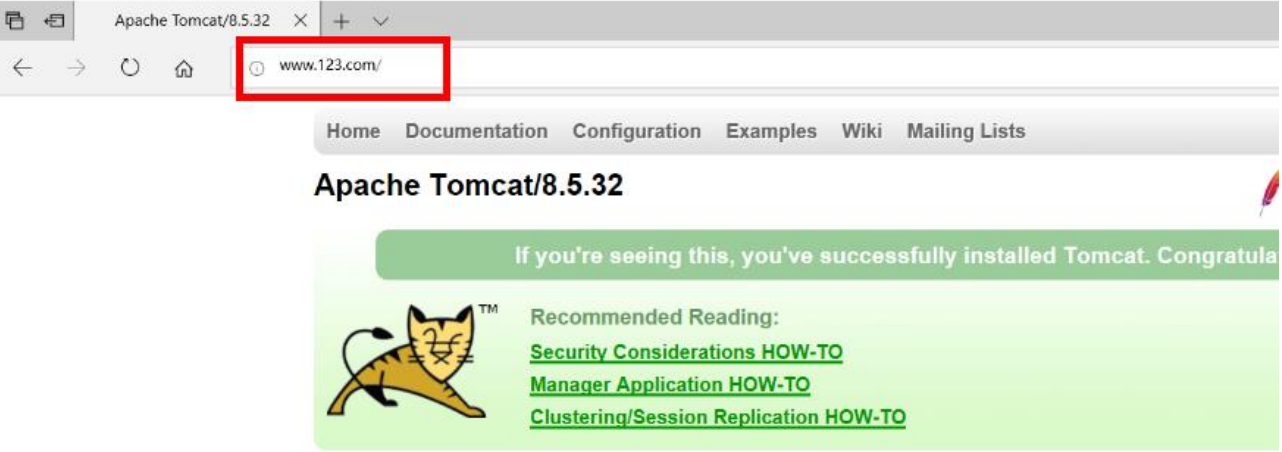 Apache Tomcat/8.5.32
www.123.com/
Home Documentation Configuration Examples Wiki Mailing Lists
Apache Tomcat/8.5.32
If you're seeing this, you've successfully installed Tomcat. Congratula
TM
Recommended Reading:
Security Considerations HOW-TO
Manager Application HOW-TO
Clustering/Session Replication HOW-TO